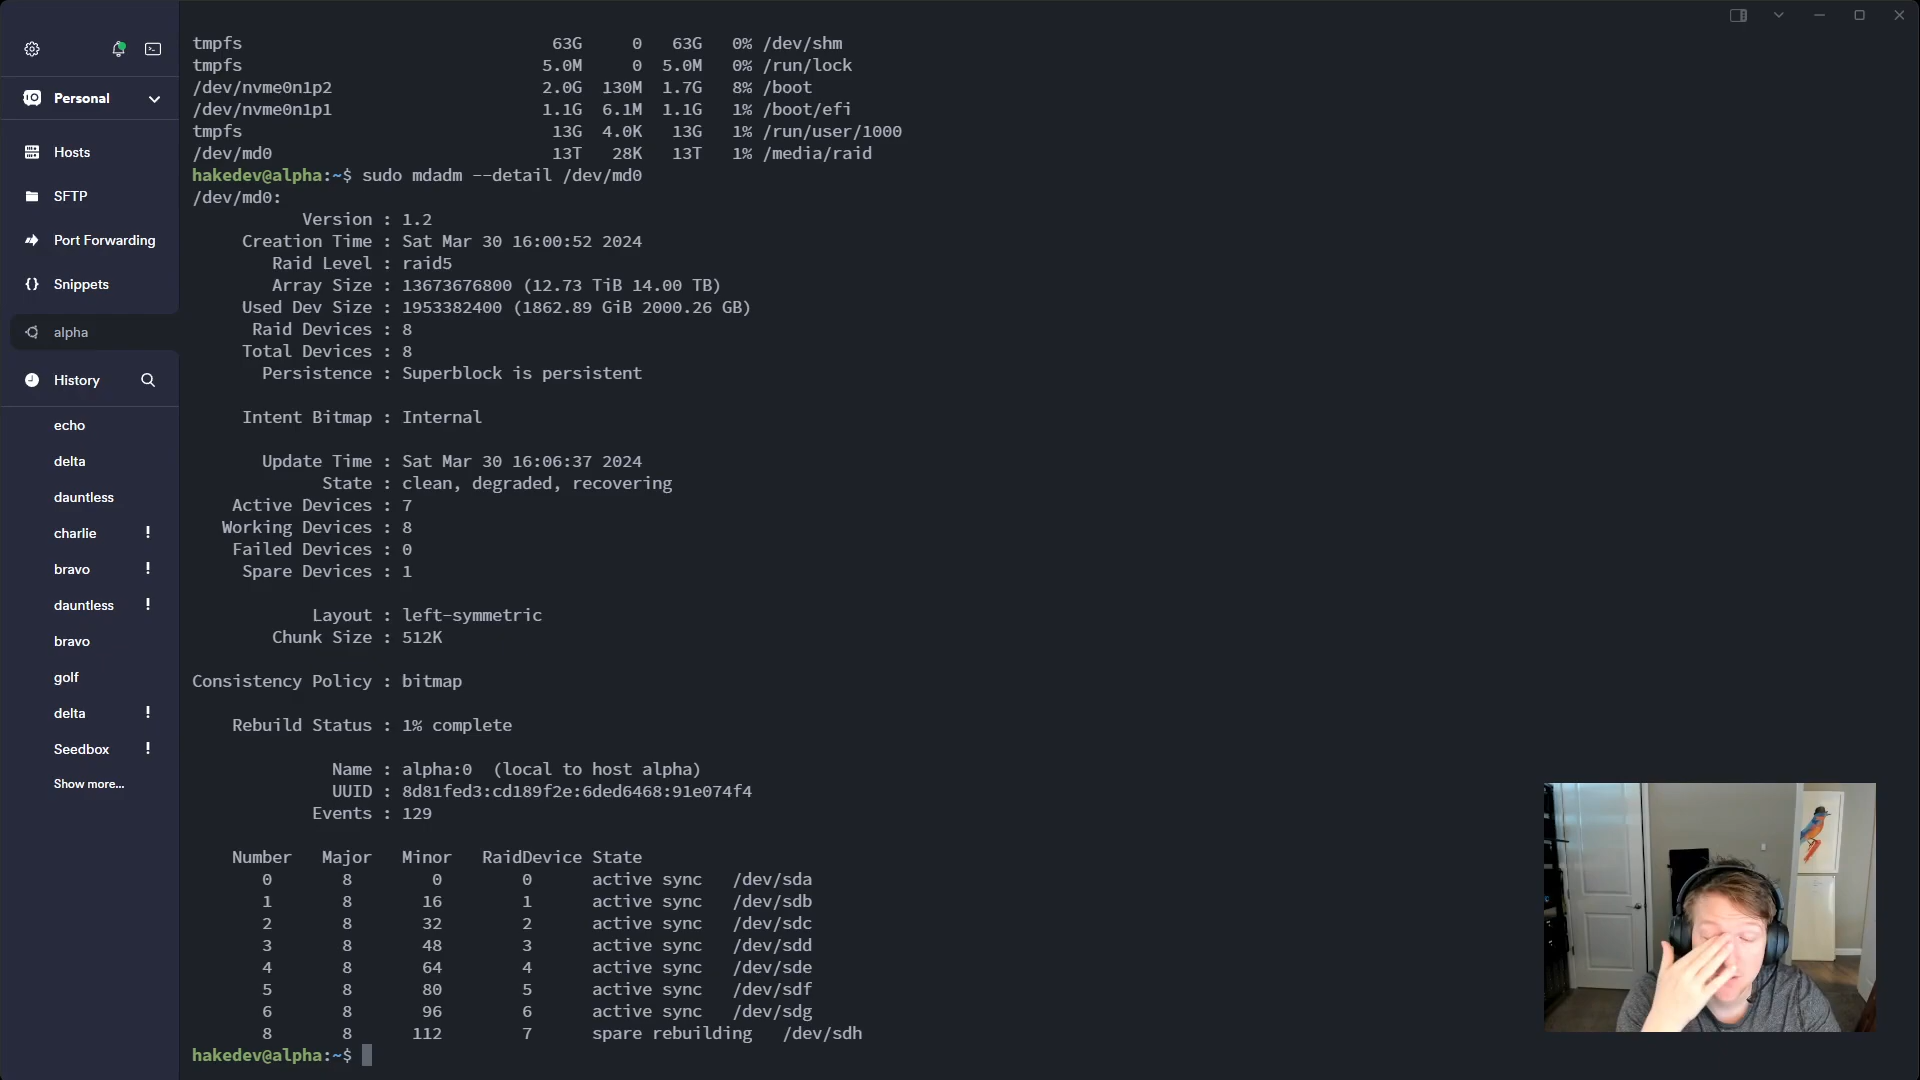 Personal
Hosts
SFTP
Port Forwarding
Snippets
alpha
History
echo
delta
dauntless
charlie !
bravo !
dauntless !
bravo
golf
delta !
Seedbox !
Show more...
tmpfs 63G 0 63G 0% /dev/shm
tmpfs 5.0M 0 5.0M 0% /run/lock
/dev/nvme0n1p2 2.0G 130M 1.7G 8% /boot
/dev/nvme0n1p1 1.1G 6.1M 1.1G 1% /boot/efi
tmpfs 13G 4.0K 13G 1% /run/user/1000
/dev/md0 13T 28K 13T 1% /media/raid
hakedev@alpha:~$ sudo mdadm --detail /dev/md0
/dev/md0:
Version : 1.2
Creation Time : Sat Mar 30 16:00:52 2024
Raid Level : raid5
Array Size : 13673676800 (12.73 TiB 14.00 TB)
Used Dev Size : 1953382400 (1862.89 GiB 2000.26 GB)
Raid Devices : 8
Total Devices : 8
Persistence : Superblock is persistent
Intent Bitmap : Internal
Update Time : Sat Mar 30 16:06:37 2024
State : clean, degraded, recovering
Active Devices : 7
Working Devices : 8
Failed Devices : 0
Spare Devices : 1
Layout : left-symmetric
Chunk Size : 512K
Consistency Policy : bitmap
Rebuild Status : 1% complete
Name : alpha:0 (local to host alpha)
UUID : 8d81fed3:cd189f2e:6ded6468:91e074f4
Events : 129
Number Major Minor RaidDevice State
0 8 0 0 active sync /dev/sda
1 8 16 1 active sync /dev/sdb
2 8 32 2 active sync /dev/sdc
3 8 48 3 active sync /dev/sdd
4 8 64 4 active sync /dev/sde
5 8 80 5 active sync /dev/sdf
6 8 96 6 active sync /dev/sdg
8 8 112 7 spare rebuilding /dev/sdh
hakedev@alpha:~$